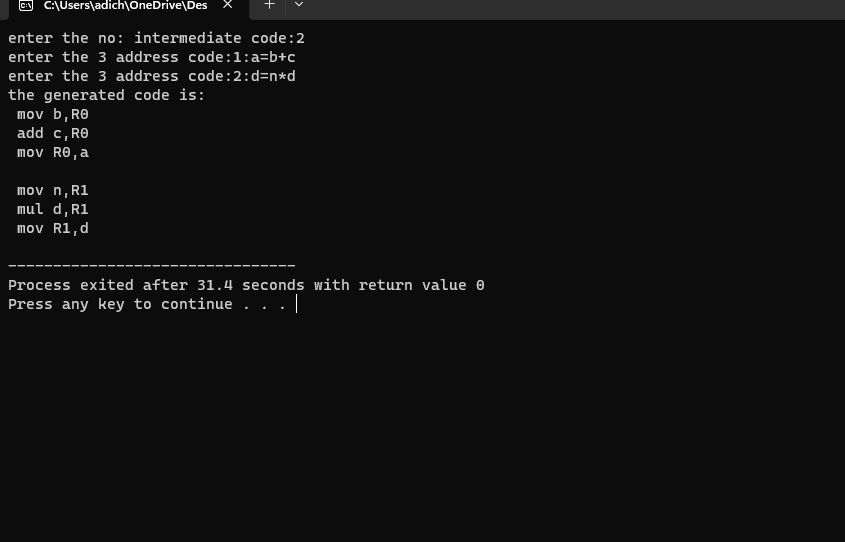 C:\Users\adich\OneDrive\Des
enter the no: intermediate code:2
enter the 3 address code:1:a=b+c
enter the 3 address code:2:d=n*d
the generated code is:
mov b,R0
add c,R0
mov R0,a
mov n,R1
mul d,R1
mov R1,d
--------------------------------
Process exited after 31.4 seconds with return value 0
Press any key to continue . . .